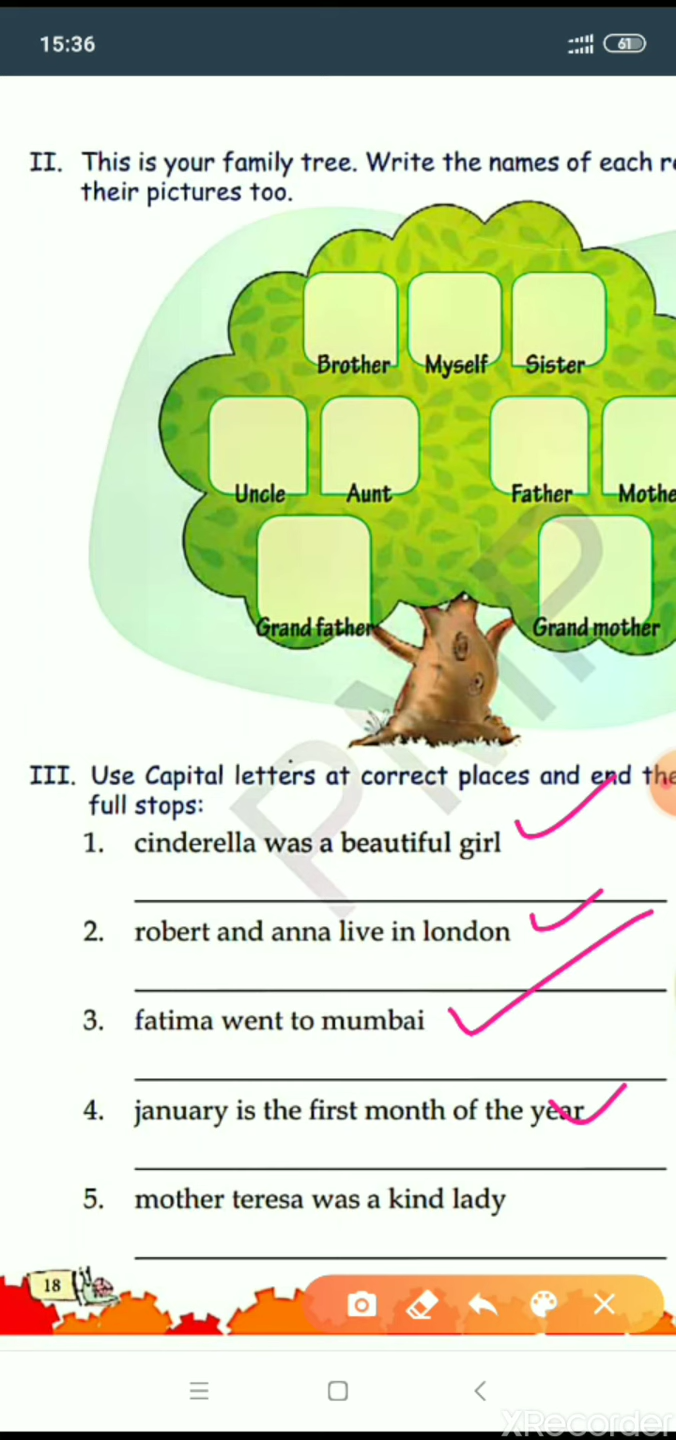 15:36
61
II. This is your family tree. Write the names of each
their pictures too.
Brother Myself Sister
Uncle Aunt Father Mothe
Grand father Grand mother
PMP
III. Use Capital letters at correct places and end the
full stops:
1. cinderella was a beautiful girl
2. robert and anna live in london
3. fatima went to mumbai
4. january is the first month of the year
5. mother teresa was a kind lady
18
XRecorder